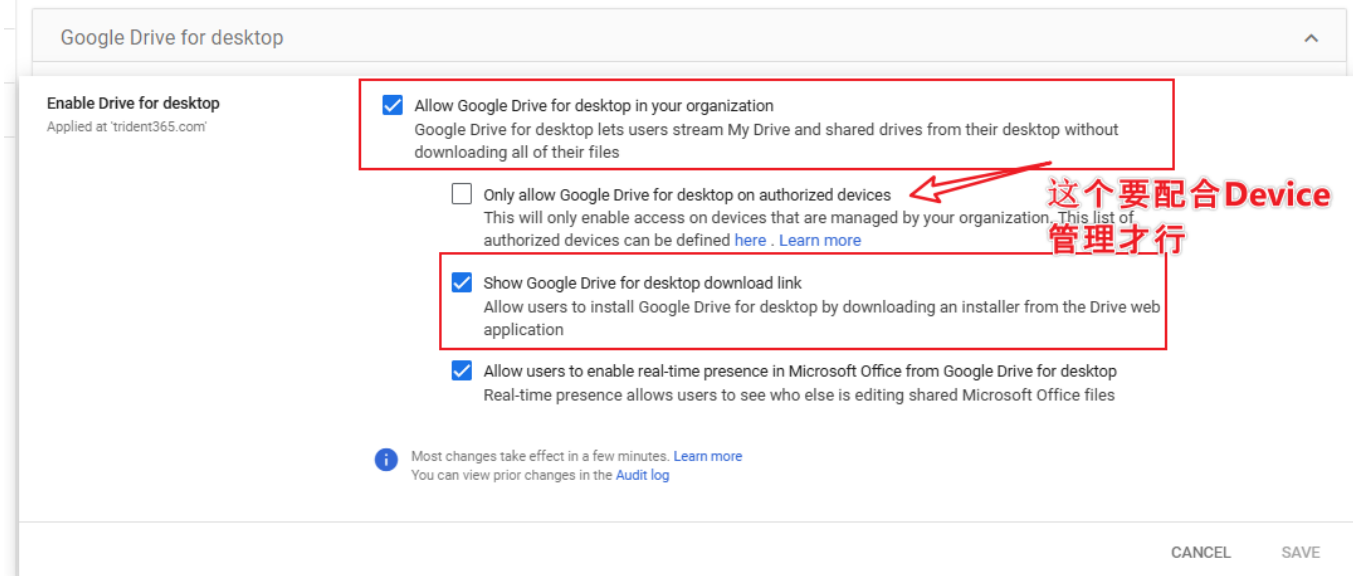 Google Drive for desktop
Enable Drive for desktop
Applied at 'trident365.com'
Allow Google Drive for desktop in your organization
Google Drive for desktop lets users stream My Drive and shared drives from their desktop without
downloading all of their files
Only allow Google Drive for desktop on authorized devices
This will only enable access on devices that are managed by your organization. This list of
authorized devices can be defined here . Learn more
这个要配合Device
管理才行
Show Google Drive for desktop download link
Allow users to install Google Drive for desktop by downloading an installer from the Drive web
application
Allow users to enable real-time presence in Microsoft Office from Google Drive for desktop
Real-time presence allows users to see who else is editing shared Microsoft Office files
Most changes take effect in a few minutes. Learn more
You can view prior changes in the Audit log
CANCEL SAVE